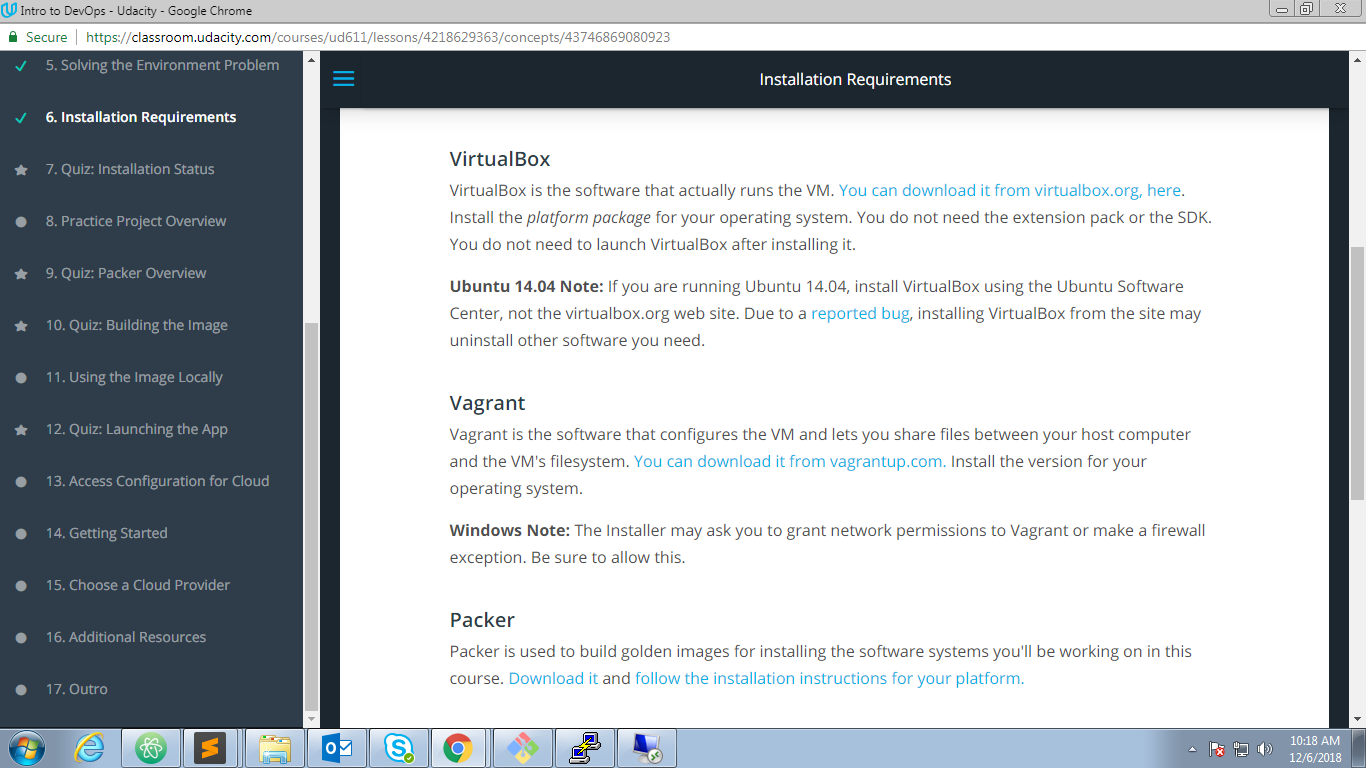 Intro to DevOps - Udacity - Google Chrome
Secure
https://classroom.udacity.com/courses/ud611/lessons/4218629363/concepts/43746869080923
5. Solving the Environment Problem
6. Installation Requirements
7. Quiz: Installation Status
8. Practice Project Overview
9. Quiz: Packer Overview
10. Quiz: Building the Image
11. Using the Image Locally
12. Quiz: Launching the App
13. Access Configuration for Cloud
14. Getting Started
15. Choose a Cloud Provider
16. Additional Resources
17. Outro
Installation Requirements
VirtualBox
VirtualBox is the software that actually runs the VM. You can download it from virtualbox.org, here.
Install the platform package for your operating system. You do not need the extension pack or the SDK.
You do not need to launch VirtualBox after installing it.
Ubuntu 14.04 Note: If you are running Ubuntu 14.04, install VirtualBox using the Ubuntu Software
Center, not the virtualbox.org web site. Due to a reported bug, installing VirtualBox from the site may
uninstall other software you need.
Vagrant
Vagrant is the software that configures the VM and lets you share files between your host computer
and the VM's filesystem. You can download it from vagrantup.com. Install the version for your
operating system.
Windows Note: The Installer may ask you to grant network permissions to Vagrant or make a firewall
exception. Be sure to allow this.
Packer
Packer is used to build golden images for installing the software systems you'll be working on in this
course. Download it and follow the installation instructions for your platform.
10:18 AM
12/6/2018